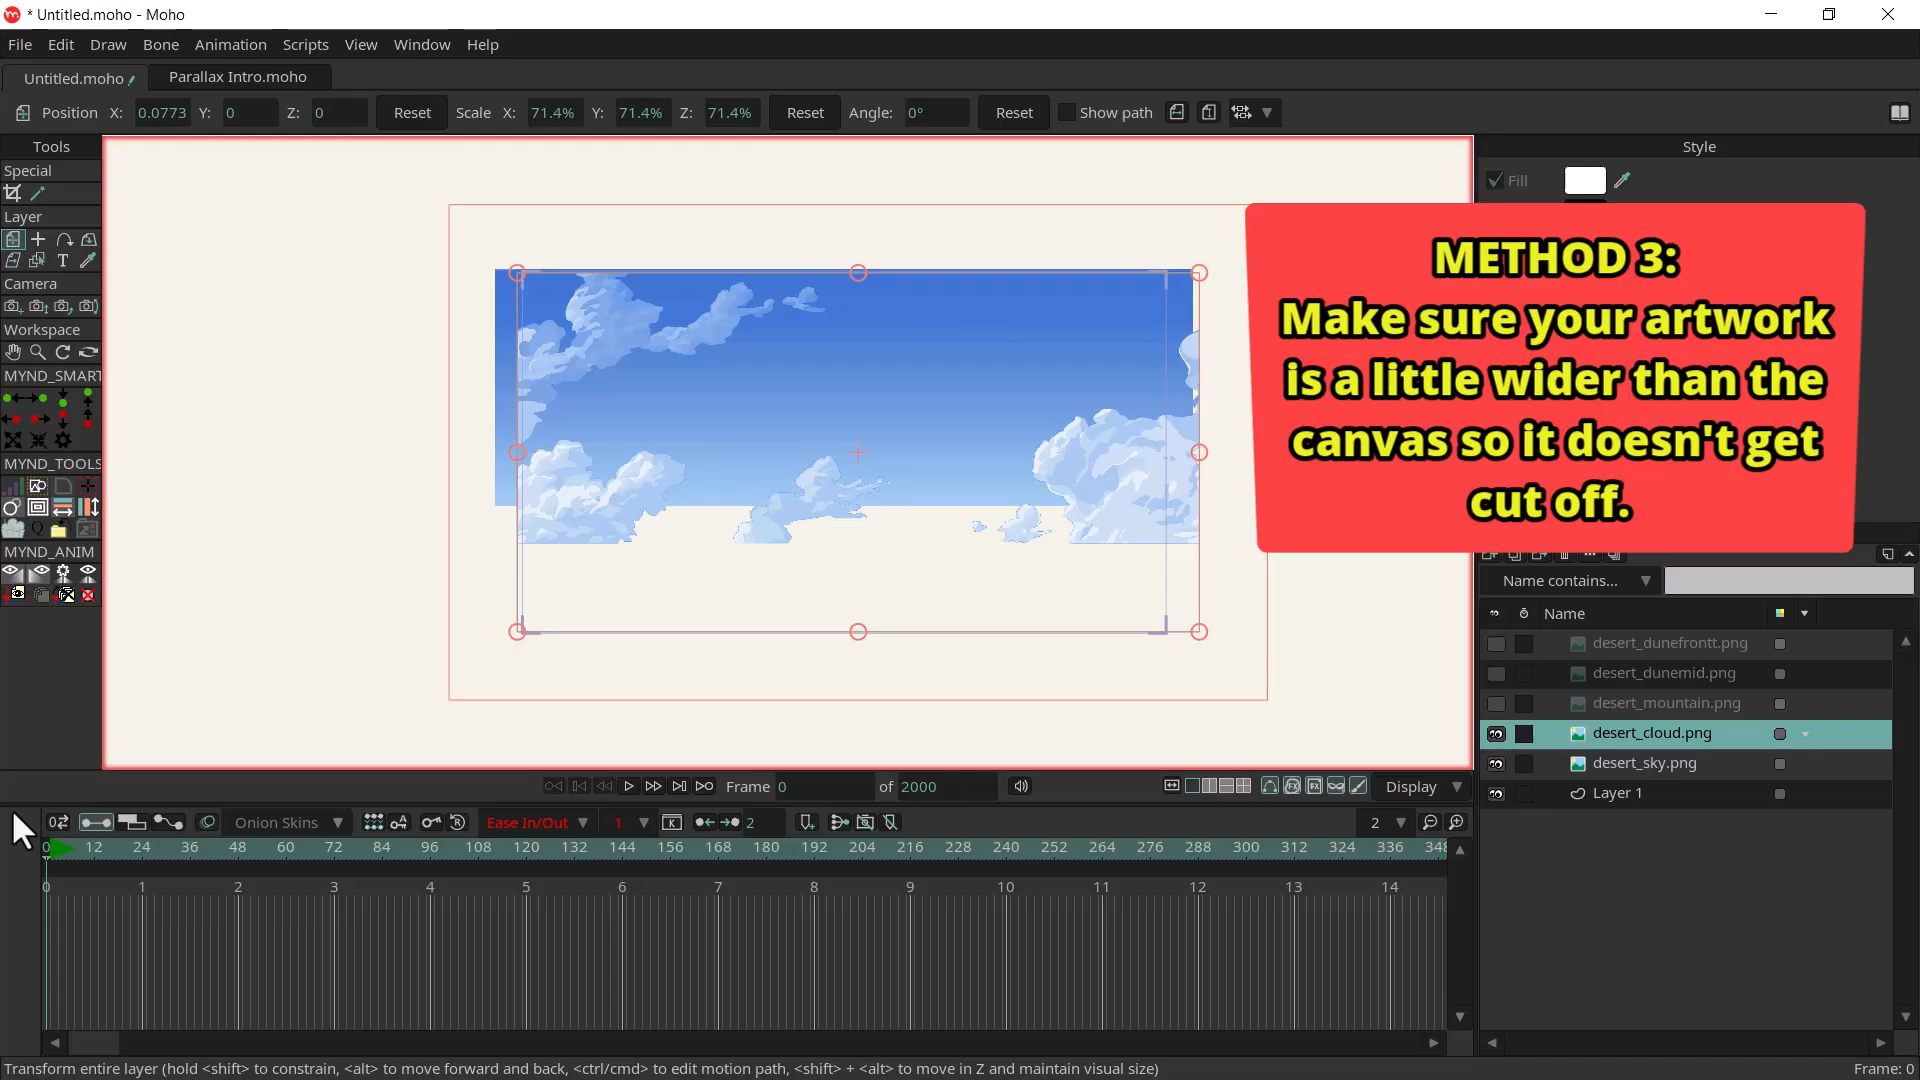 * Untitled.moho - Moho
File Edit Draw Bone Animation Scripts View Window Help
Untitled.moho Parallax Intro.moho
Position X: 0.0773 Y: 0 Z: 0 Reset Scale X: 71.4% Y: 71.4% Z: 71.4% Reset Angle: 0° Reset Show path
Tools
Special
Layer
T
Camera
Workspace
MYND_SMART
MYND_TOOLS
Q
MYND_ANIM
Style
Fill
METHOD 3:
Make sure your artwork
is a little wider than the
canvas so it doesn't get
cut off.
Name contains...
Name
desert_dunefrontt.png
desert_dunemid.png
desert_mountain.png
desert_cloud.png
desert_sky.png
Layer 1
Frame 0 of 2000 Display
Onion Skins Ease In/Out 1 K 2 2
0 12 24 36 48 60 72 84 96 108 120 132 144 156 168 180 192 204 216 228 240 252 264 276 288 300 312 324 336 348
0 1 2 3 4 5 6 7 8 9 10 11 12 13 14
Transform entire layer (hold <shift> to constrain, <alt> to move forward and back, <ctrl/cmd> to edit motion path, <shift> + <alt> to move in Z and maintain visual size) Frame: 0